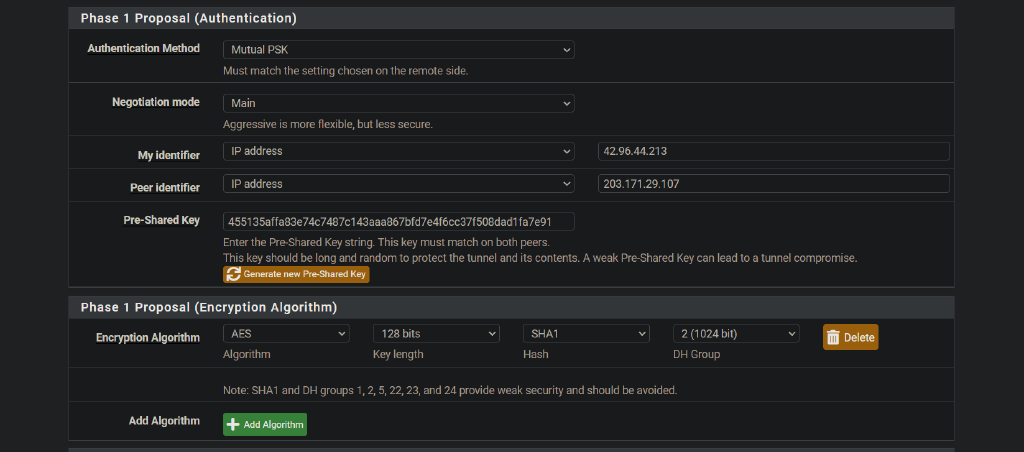 Phase 1 Proposal (Authentication)
Authentication Method
Mutual PSK
Must match the setting chosen on the remote side.
Negotiation mode
Main
Aggressive is more flexible, but less secure.
My identifier
IP address
42.96.44.213
Peer identifier
IP address
203.171.29.107
Pre-Shared Key
455135affa83e74c7487c143aaa867bfd7e4f6cc37f508dad1fa7e91
Enter the Pre-Shared Key string. This key must match on both peers.
This key should be long and random to protect the tunnel and its contents. A weak Pre-Shared Key can lead to a tunnel compromise.
Generate new Pre-Shared Key
Phase 1 Proposal (Encryption Algorithm)
Encryption Algorithm
AES
128 bits
SHA1
2 (1024 bit)
Delete
Algorithm
Key length
Hash
DH Group
Note: SHA1 and DH groups 1, 2, 5, 22, 23, and 24 provide weak security and should be avoided.
Add Algorithm
Add Algorithm